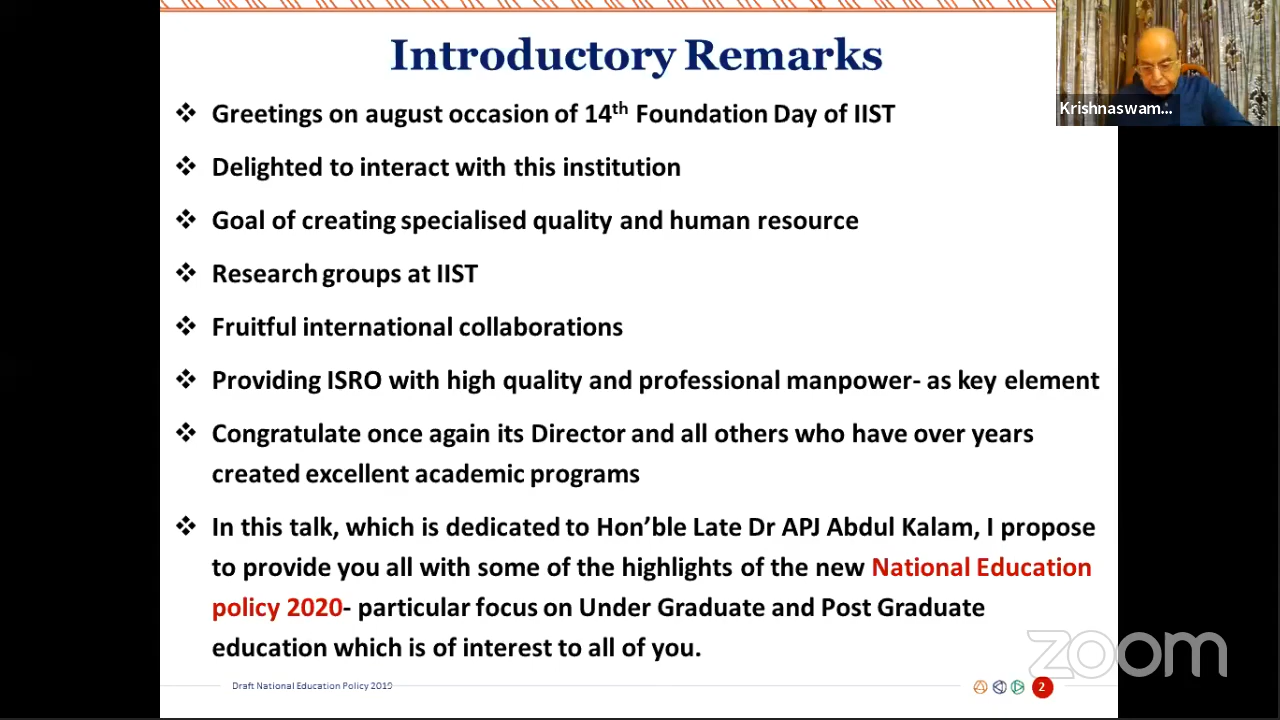 Introductory Remarks
Krishnaswam...
❖ Greetings on august occasion of 14th Foundation Day of IIST
❖ Delighted to interact with this institution
❖ Goal of creating specialised quality and human resource
❖ Research groups at IIST
❖ Fruitful international collaborations
❖ Providing ISRO with high quality and professional manpower- as key element
❖ Congratulate once again its Director and all others who have over years
created excellent academic programs
❖ In this talk, which is dedicated to Hon’ble Late Dr APJ Abdul Kalam, I propose
to provide you all with some of the highlights of the new National Education
policy 2020- particular focus on Under Graduate and Post Graduate
education which is of interest to all of you.
zoom
Draft National Education Policy 2019
2